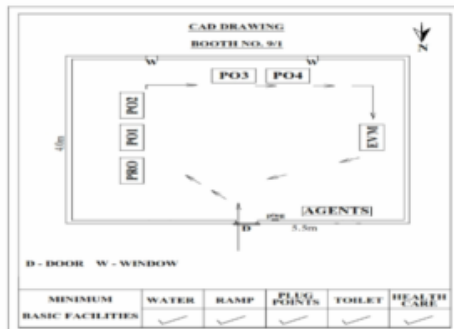 CAD DRAWING
BOOTH NO. 9/1
N
W
W
PO3
PO4
PO2
PO1
PRO
EVM
AGENTS
D
5.5m
D - DOOR W - WINDOW
MINIMUM BASIC FACILITIES
WATER
RAMP
PLUG POINTS
TOILET
HEALTH CARE